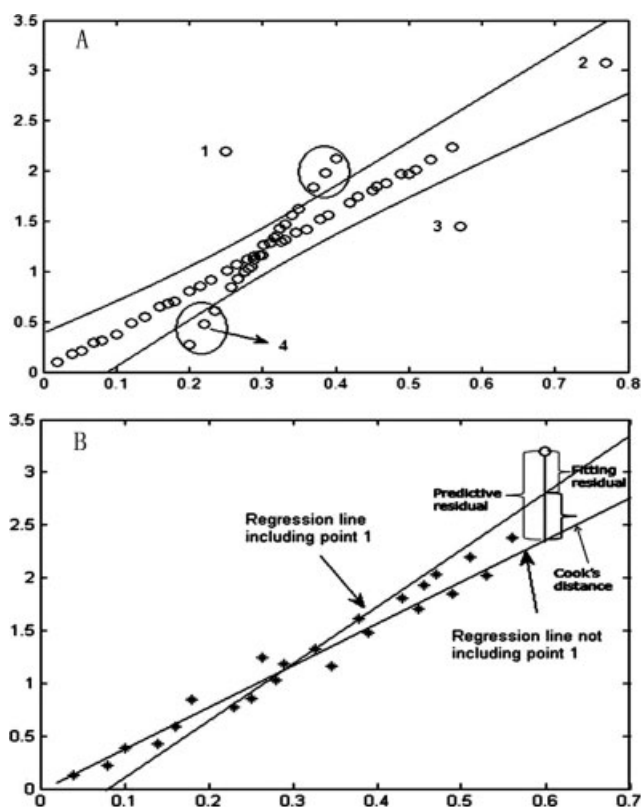 3.5
3
2.5
2
1.5
1
0.5
0
A
1
2
3
4
0 0.1 0.2 0.3 0.4 0.5 0.6 0.7 0.8
3.5
3
2.5
2
1.5
1
0.5
0
B
Regression line
including point 1
Predictive
residual
Fitting
residual
Cook's
distance
Regression line not
including point 1
0 0.1 0.2 0.3 0.4 0.5 0.6 0.7